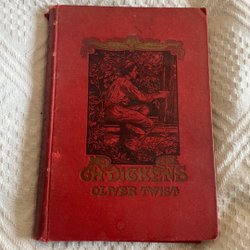 CH. DICKENS
OLIVER TWIST